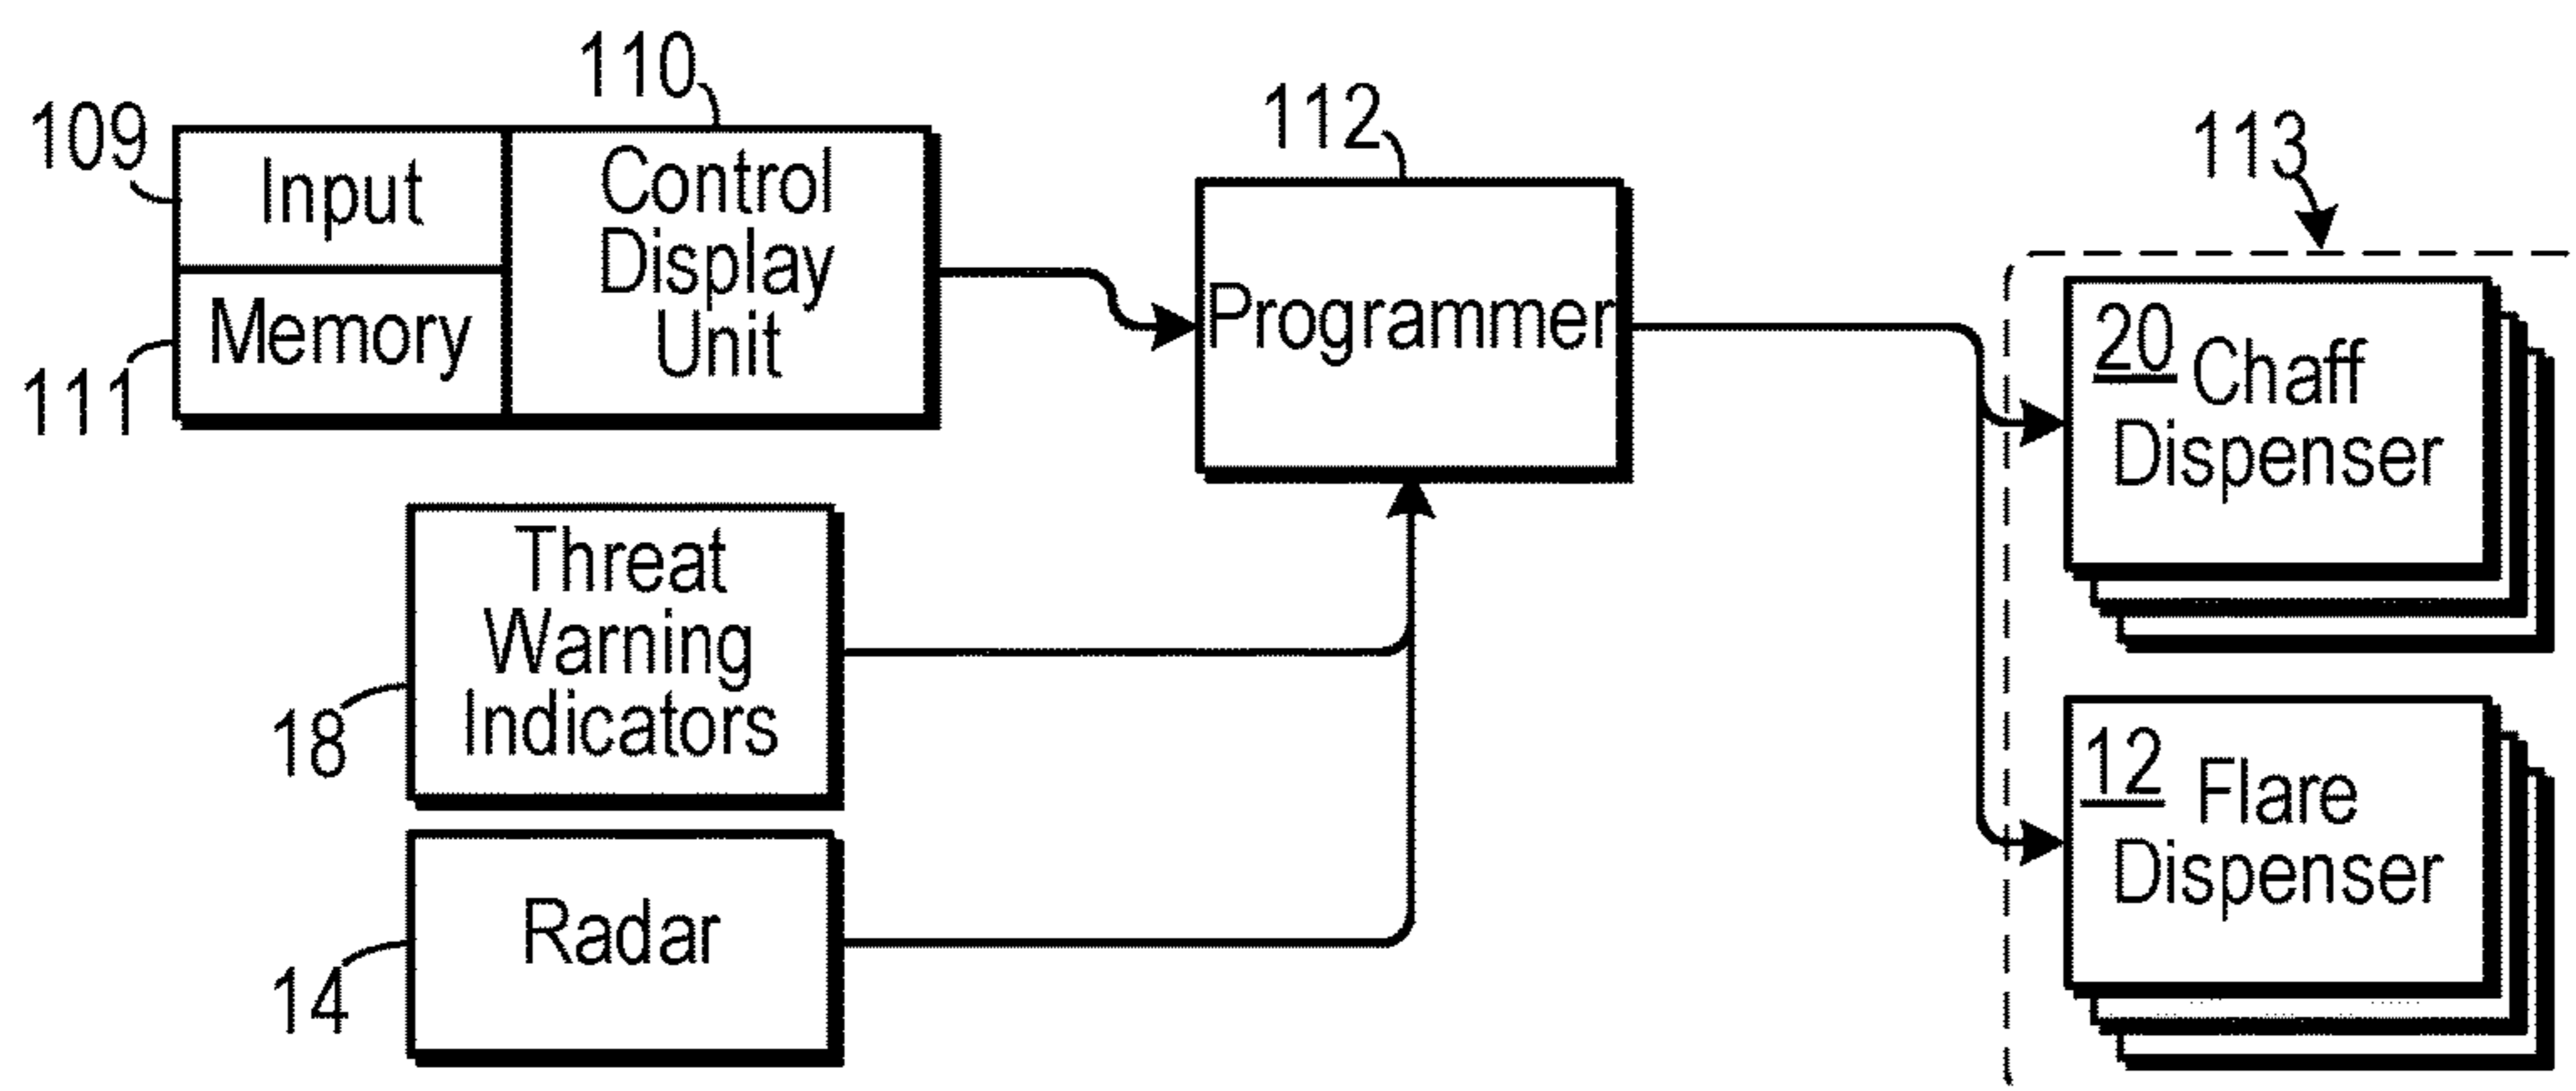 110
109
Input
Control
Display
Unit
Memory
111
112
Programmer
113
20 Chaff
Dispenser
Threat
Warning
Indicators
18
12 Flare
Dispenser
Radar
14